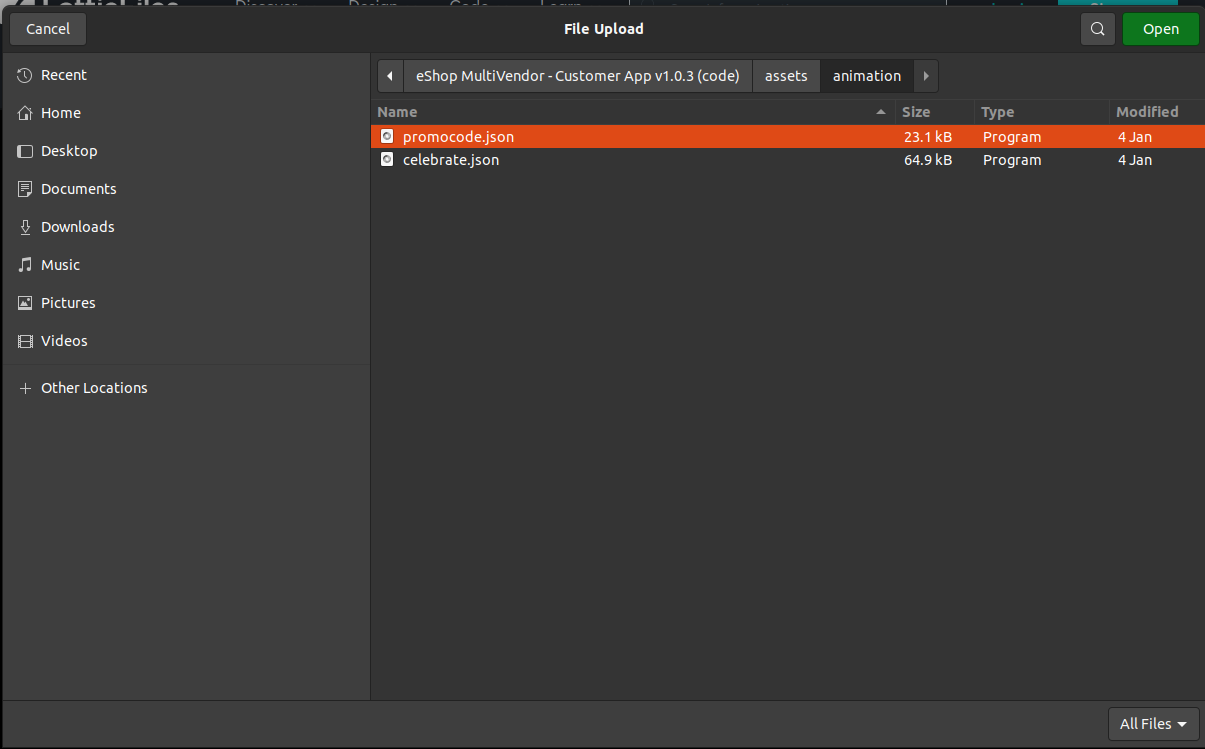 Cancel
File Upload
Open
Recent
Home
Desktop
Documents
Downloads
Music
Pictures
Videos
Other Locations
eShop MultiVendor - Customer App v1.0.3 (code)
assets
animation
Name Size Type Modified
promocode.json 23.1 kB Program 4 Jan
celebrate.json 64.9 kB Program 4 Jan
All Files